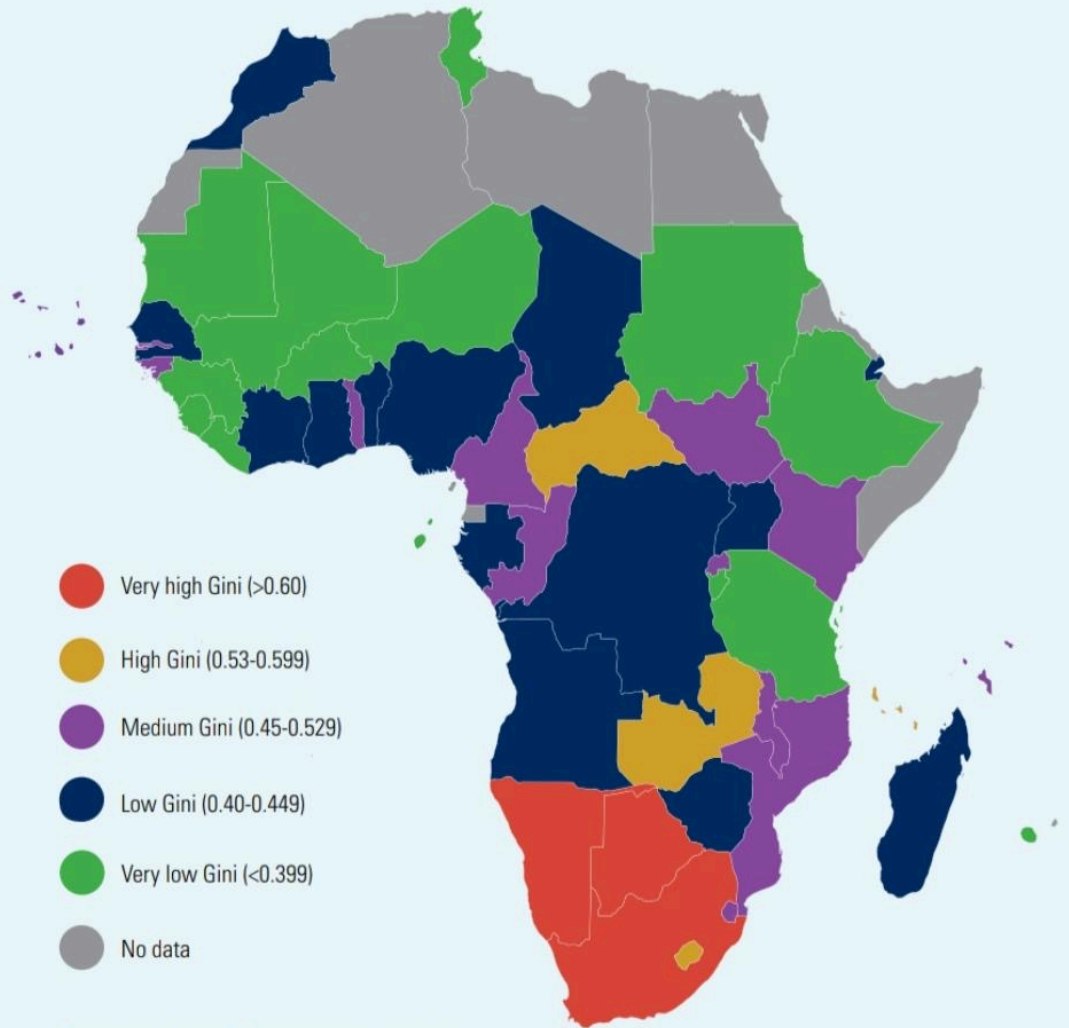 Very high Gini (>0.60)
High Gini (0.53-0.599)
Medium Gini (0.45-0.529)
Low Gini (0.40-0.449)
Very low Gini (<0.399)
No data